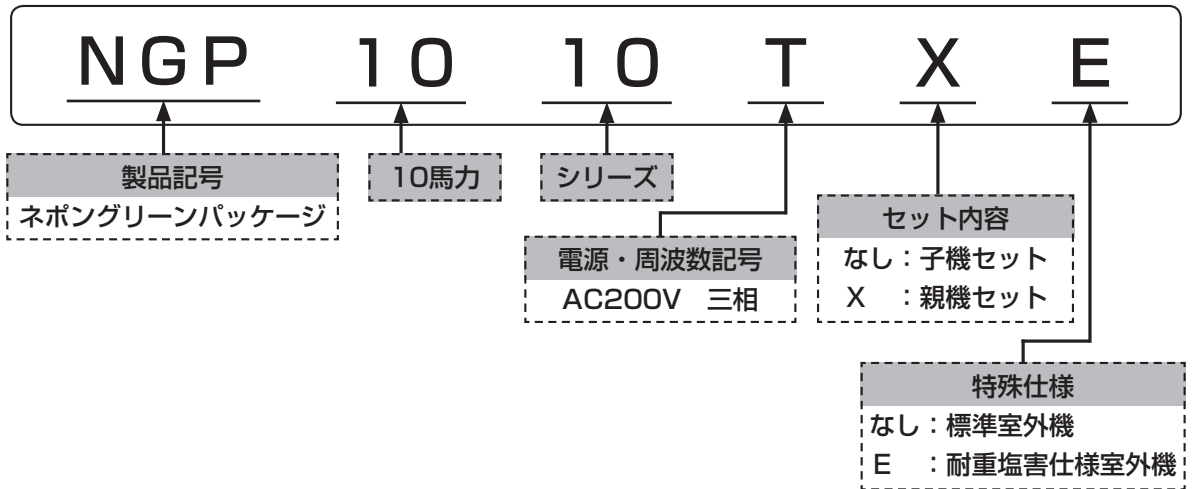 NGP 10 10 T X E
製品記号
ネポングリーンパッケージ
10馬力
シリーズ
電源・周波数記号
AC200V 三相
セット内容
なし：子機セット
X ：親機セット
特殊仕様
なし：標準室外機
E ：耐重塩害仕様室外機